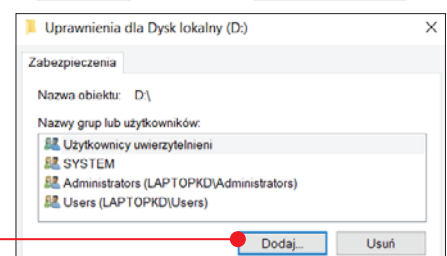 Uprawnienia dla Dysk lokalny (D:)
Zabezpieczenia
Nazwa obiektu: D:\
Nazwy grup lub użytkowników:
Użytkownicy uwierzytelnieni
SYSTEM
Administrators (LAPTOPKD\Administrators)
Users (LAPTOPKD\Users)
Dodaj... Usuń